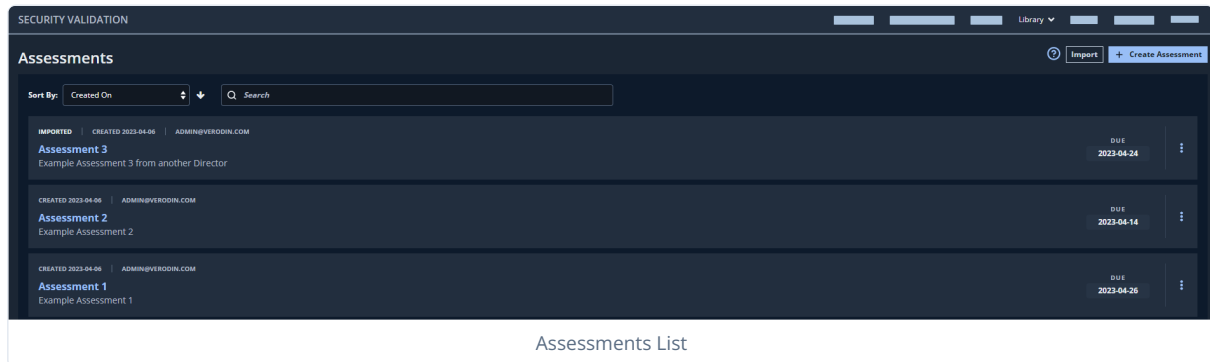 SECURITY VALIDATION Library
Assessments Import + Create Assessment
Sort By: Created On Search
IMPORTED | CREATED 2023-04-06 | ADMIN@VERODIN.COM
DUE
Assessment 3
2023-04-24
Example Assessment 3 from another Director
CREATED 2023-04-06 | ADMIN@VERODIN.COM
DUE
Assessment 2
2023-04-14
Example Assessment 2
CREATED 2023-04-06 | ADMIN@VERODIN.COM
DUE
Assessment 1
2023-04-26
Example Assessment 1
Assessments List